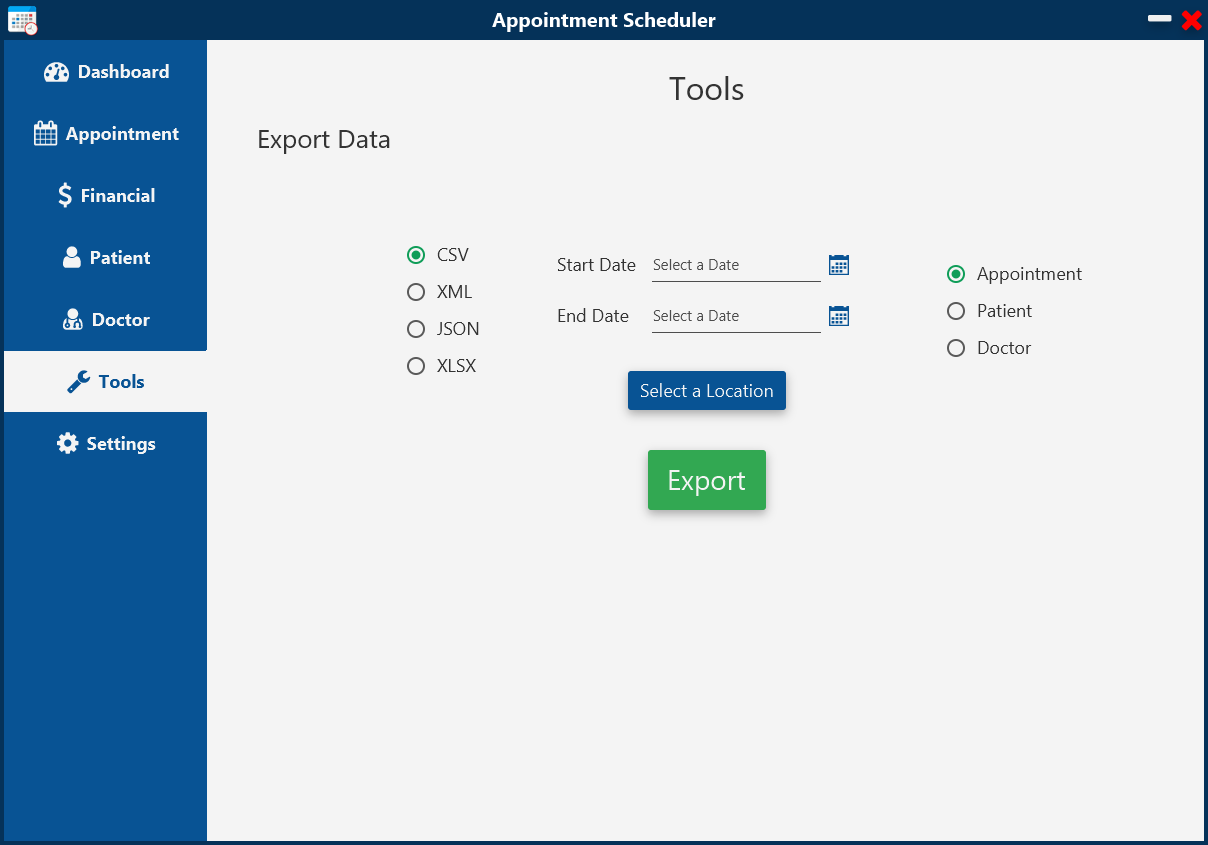 Appointment Scheduler
Dashboard
Appointment
Financial
Patient
Doctor
Tools
Settings
Tools
Export Data
CSV
XML
JSON
XLSX
Start Date Select a Date
End Date Select a Date
Select a Location
Export
Appointment
Patient
Doctor